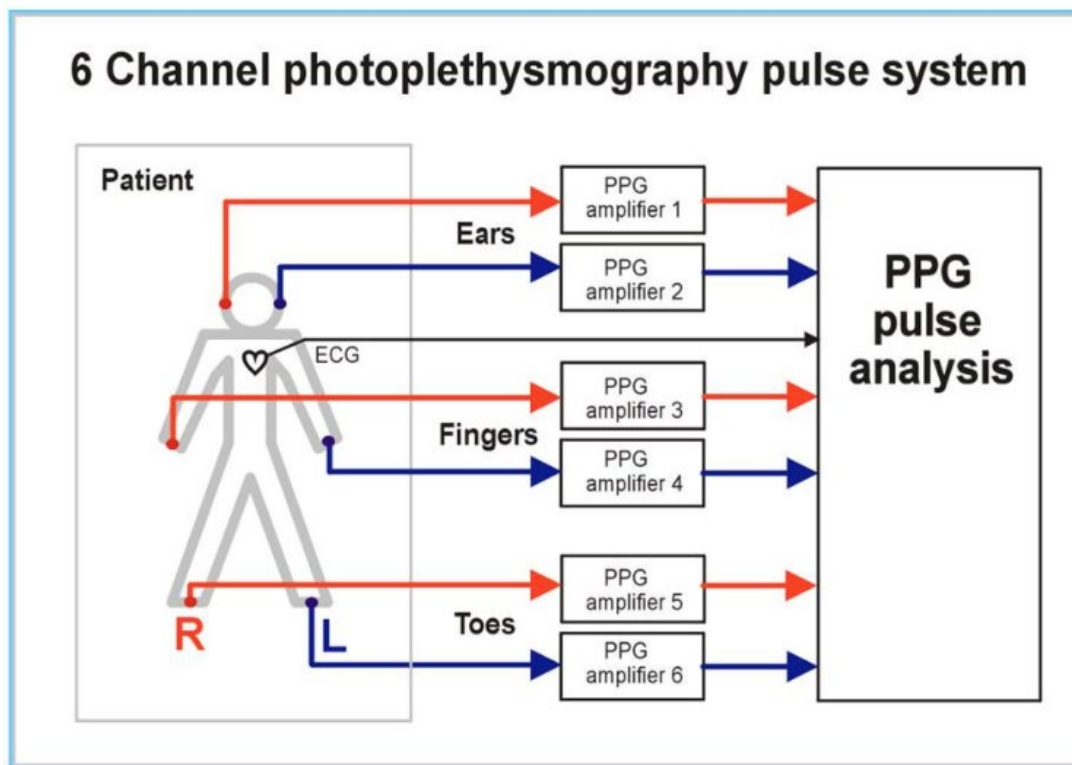 6 Channel photoplethysmography pulse system
Patient
PPG
amplifier 1
Ears
PPG
amplifier 2
PPG
pulse
analysis
ECG
PPG
amplifier 3
Fingers
PPG
amplifier 4
PPG
amplifier 5
Toes
R
L
PPG
amplifier 6